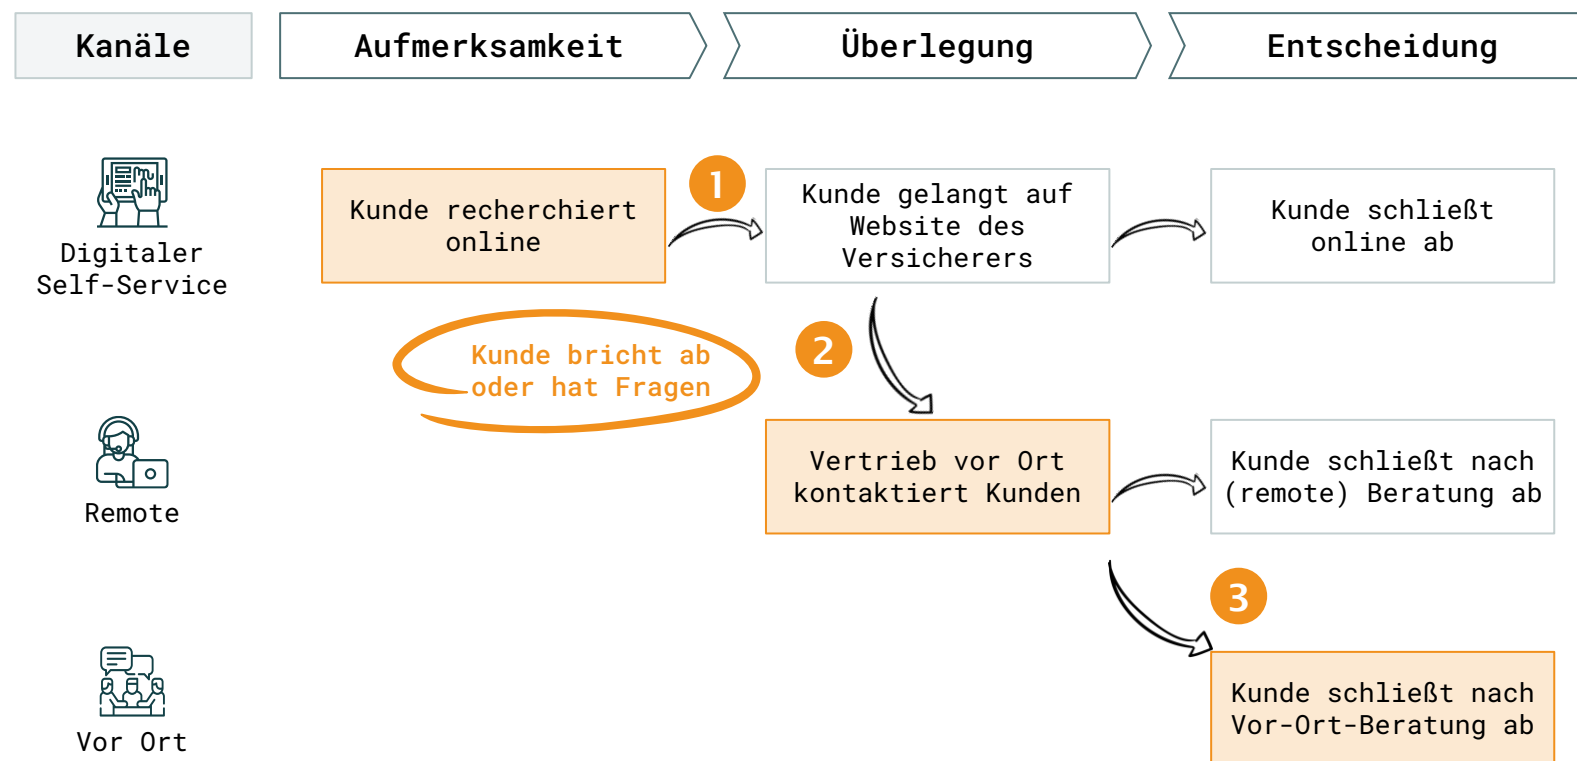 Kanäle
Aufmerksamkeit
Überlegung
Entscheidung
Digitaler
Self-Service
Kunde recherchiert
online
1
Kunde gelangt auf
Website des
Versicherers
Kunde schließt
online ab
Kunde bricht ab
oder hat Fragen
2
Remote
Vertrieb vor Ort
kontaktiert Kunden
Kunde schließt nach
(remote) Beratung ab
3
Vor Ort
Kunde schließt nach
Vor-Ort-Beratung ab